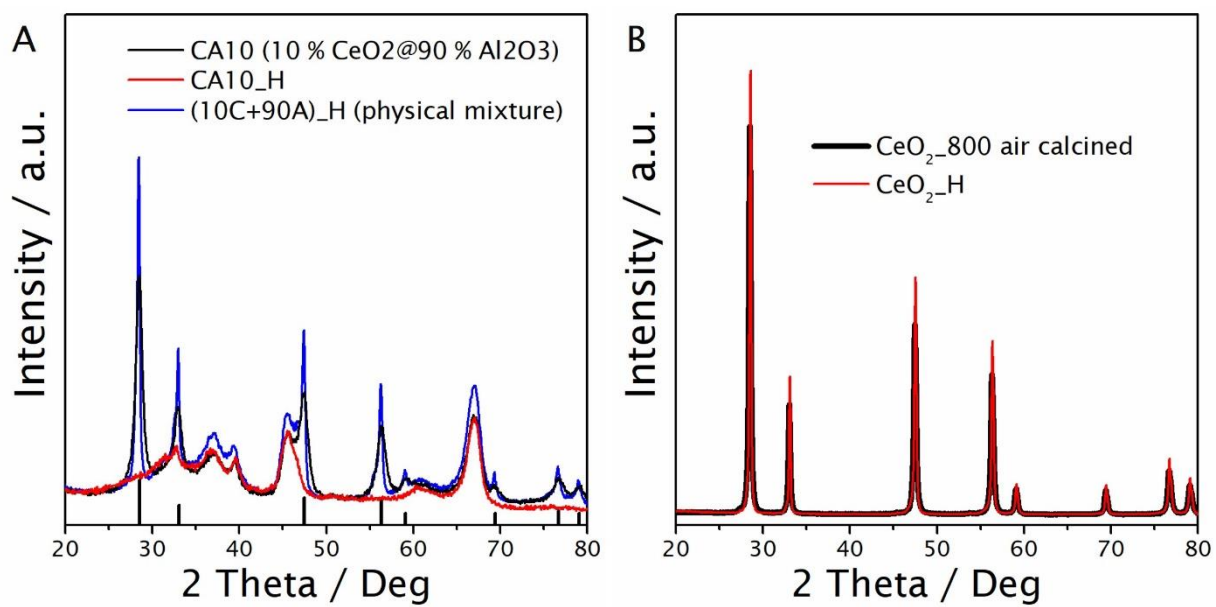 A
CA10 (10 % CeO2@90 % Al2O3)
CA10_H
(10C+90A)_H (physical mixture)
Intensity / a.u.
20 30 40 50 60 70 80
2 Theta / Deg
B
CeO₂_800 air calcined
CeO₂_H
Intensity / a.u.
20 30 40 50 60 70 80
2 Theta / Deg